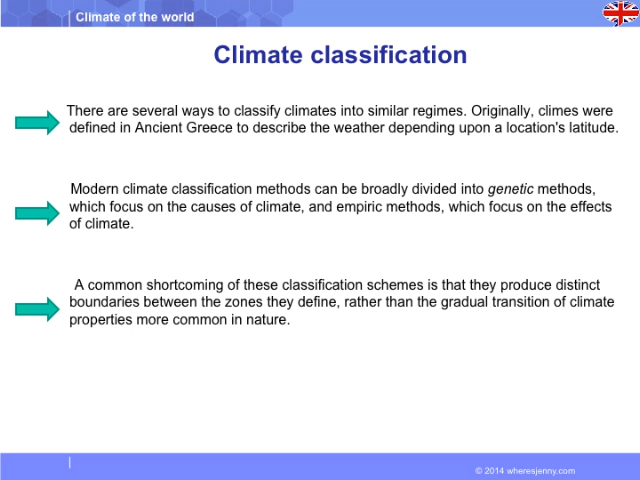 Climate of the world
Climate classification
There are several ways to classify climates into similar regimes. Originally, climes were
defined in Ancient Greece to describe the weather depending upon a location's latitude.
Modern climate classification methods can be broadly divided into genetic methods,
which focus on the causes of climate, and empiric methods, which focus on the effects
of climate.
A common shortcoming of these classification schemes is that they produce distinct
boundaries between the zones they define, rather than the gradual transition of climate
properties more common in nature.
© 2014 wheresjenny.com